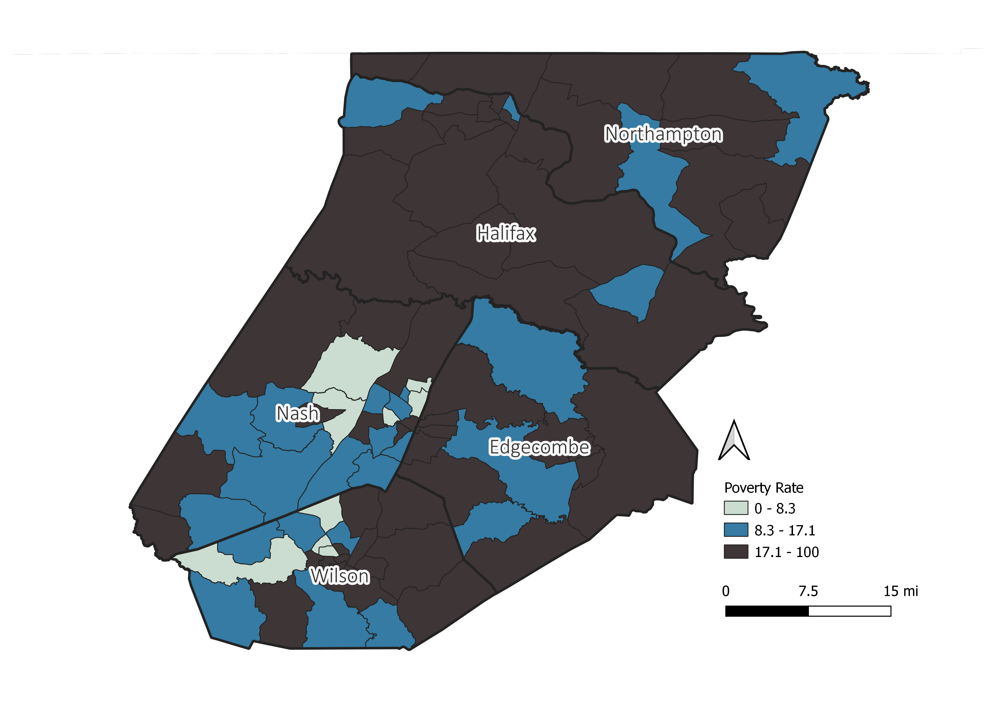 Northampton
Halifax
Nash
Edgecombe
Wilson
Poverty Rate
0 - 8.3
8.3 - 17.1
17.1 - 100
0 7.5 15 mi